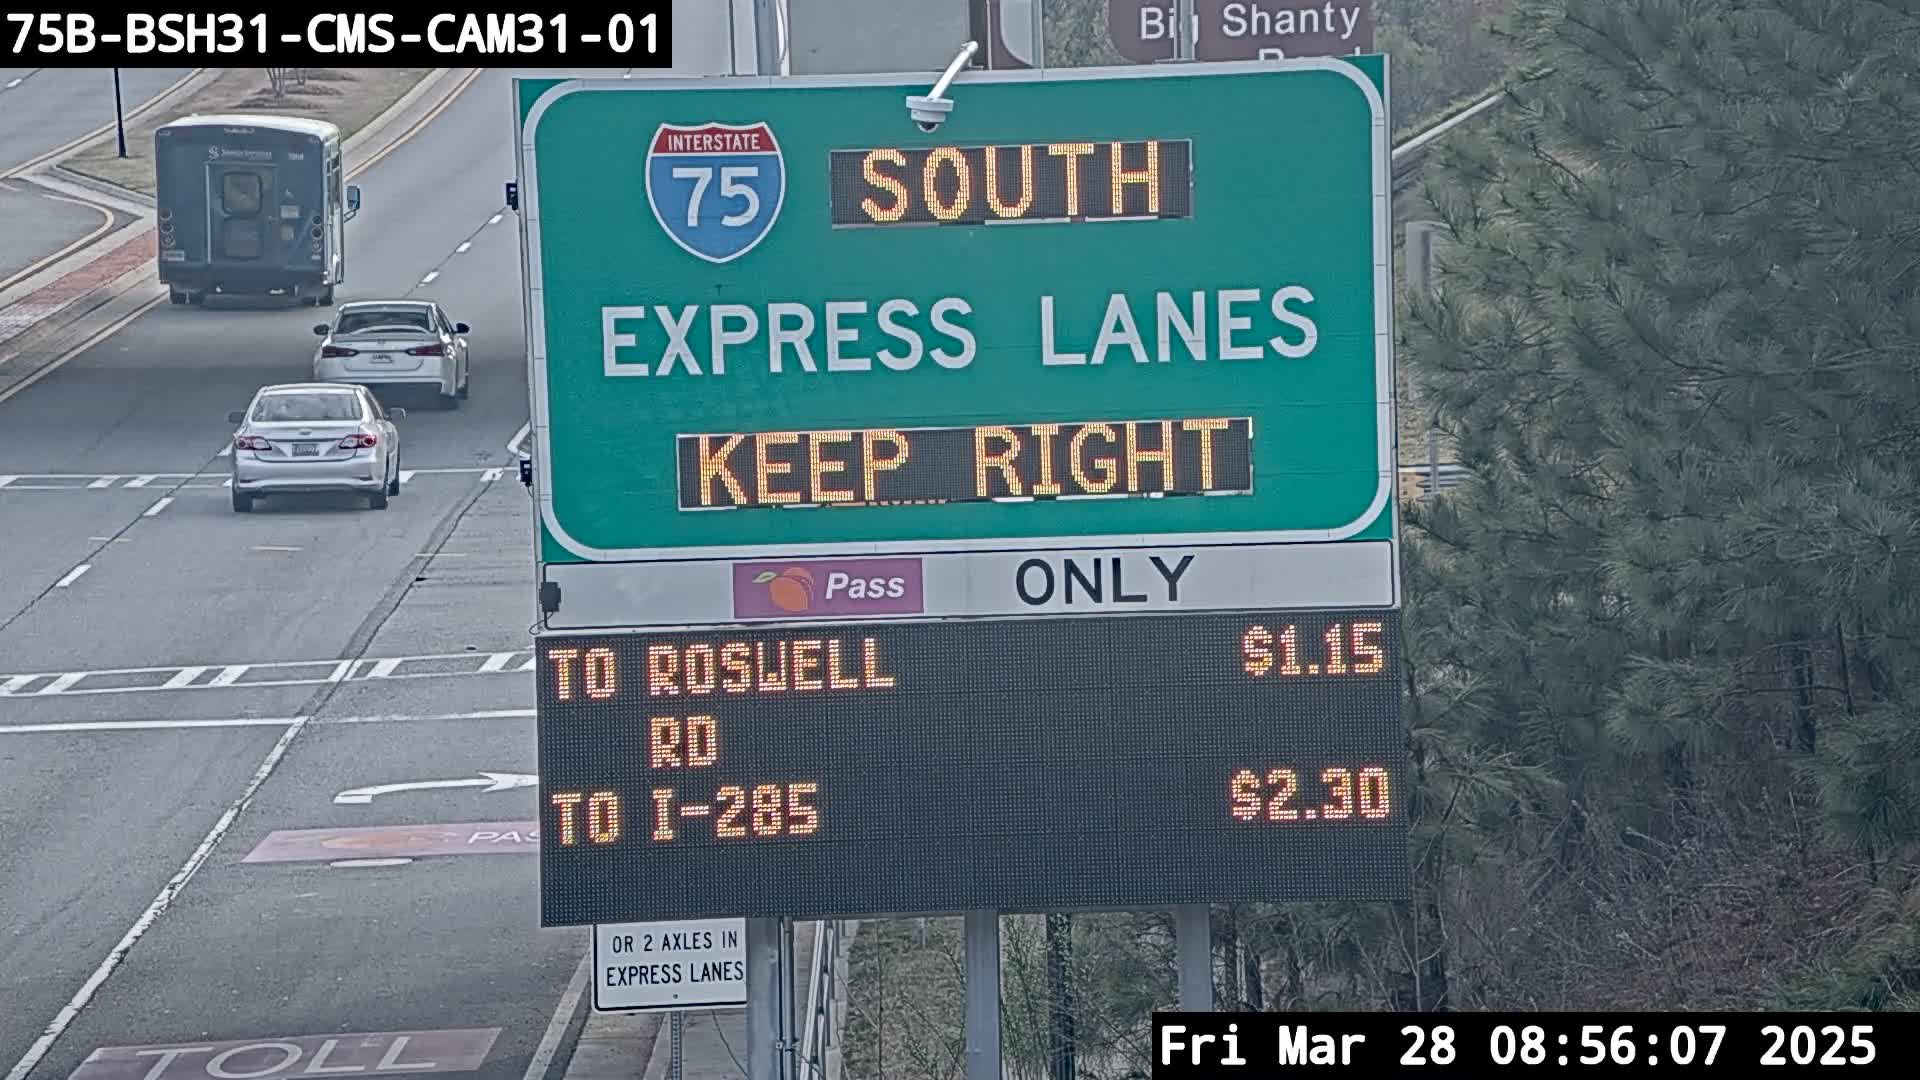 75B-BSH31-CMS-CAM31-01
Big Shanty
INTERSTATE
75
SOUTH
EXPRESS LANES
KEEP RIGHT
Pass
ONLY
TO ROSWELL $1.15
RD
TO I-285 $2.30
PAS
OR 2 AXLES IN
EXPRESS LANES
TOLL
Fri Mar 28 08:56:07 2025